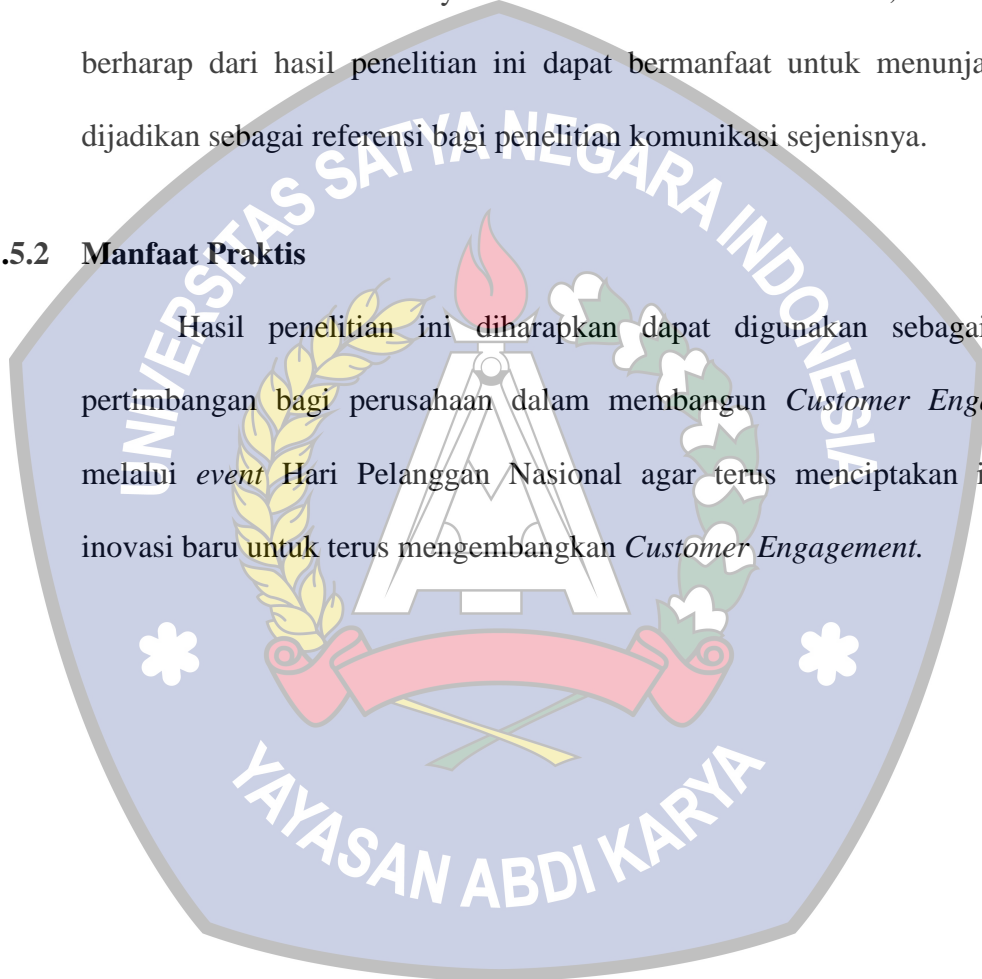 berharap dari hasil penelitian ini dapat bermanfaat untuk
dijadikan sebagai referensi bagi penelitian komunikasi sejenisnya.
.5.2 Manfaat Praktis
Hasil penelitian ini diharapkan dapat digunakan sebagai
pertimbangan bagi perusahaan dalam membangun Customer
melalui event Hari Pelanggan Nasional agar terus menciptakan
inovasi baru untuk terus mengembangkan Customer Engagement.
UNIVERSITAS SATYA NEGARA INDONESIA
YAYASAN ABDI KARYA